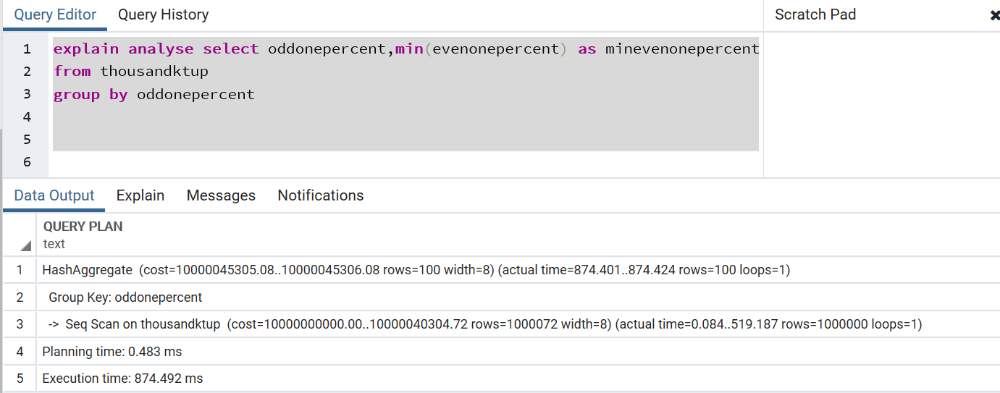 Query Editor Query History Scratch Pad ✖
1 explain analyse select oddonepercent,min(evenonepercent) as minevenonepercent
2 from thousandktup
3 group by oddonepercent
4
5
6
Data Output Explain Messages Notifications
QUERY PLAN
text
1 HashAggregate (cost=10000045305.08..10000045306.08 rows=100 width=8) (actual time=874.401..874.424 rows=100 loops=1)
2 Group Key: oddonepercent
3 -> Seq Scan on thousandktup (cost=10000000000.00..10000040304.72 rows=1000072 width=8) (actual time=0.084..519.187 rows=1000000 loops=1)
4 Planning time: 0.483 ms
5 Execution time: 874.492 ms